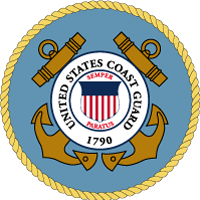 UNITED STATES COAST GUARD
SEMPER
PARATUS
1790